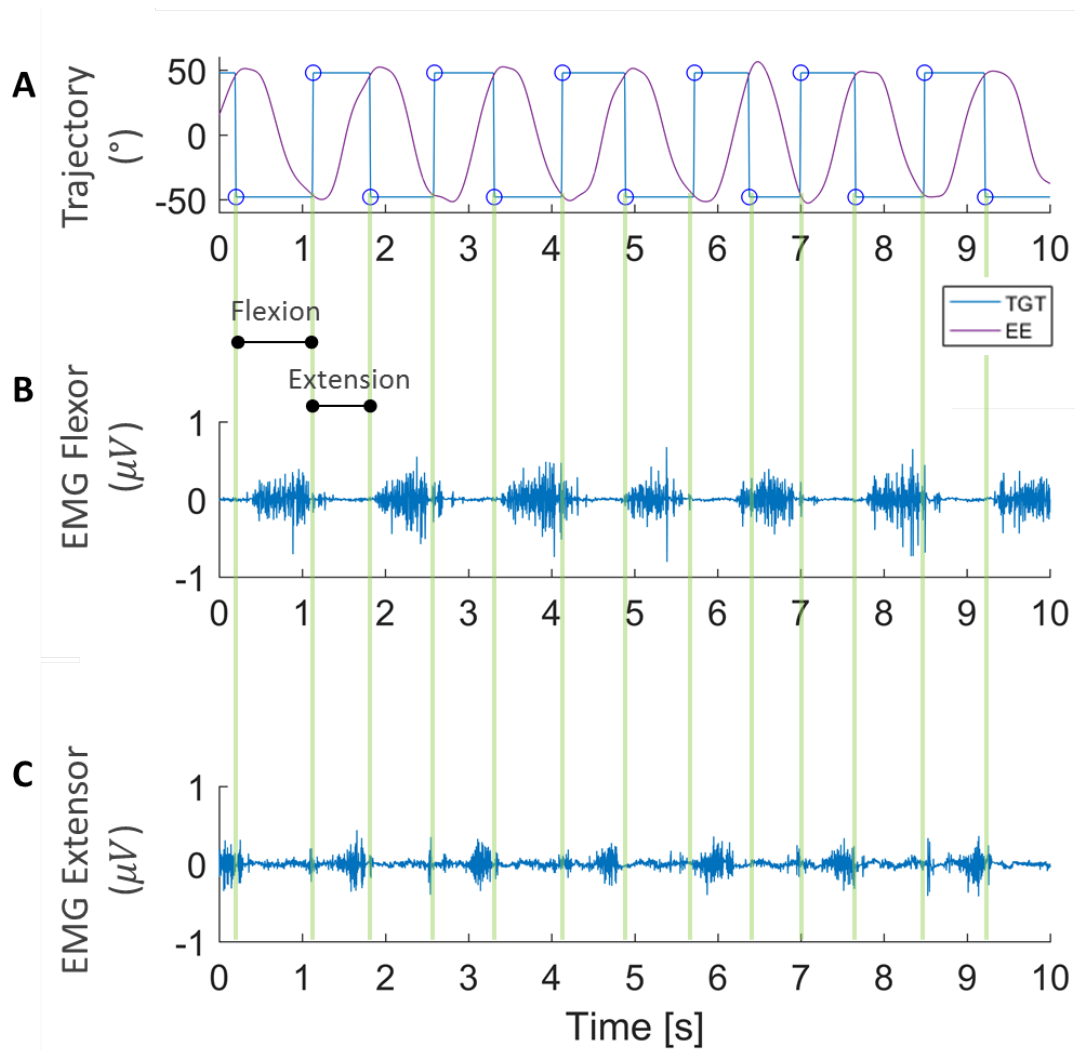 A
Trajectory
(°)
50
0
-50
0 1 2 3 4 5 6 7 8 9 10
TGT
EE
Flexion
Extension
B
EMG Flexor
(μV)
1
0
-1
0 1 2 3 4 5 6 7 8 9 10
C
EMG Extensor
(μV)
1
0
-1
0 1 2 3 4 5 6 7 8 9 10
Time [s]